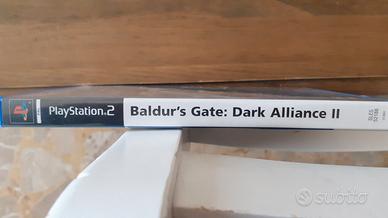 PlayStation.2
Baldur's Gate: Dark Alliance II
subito